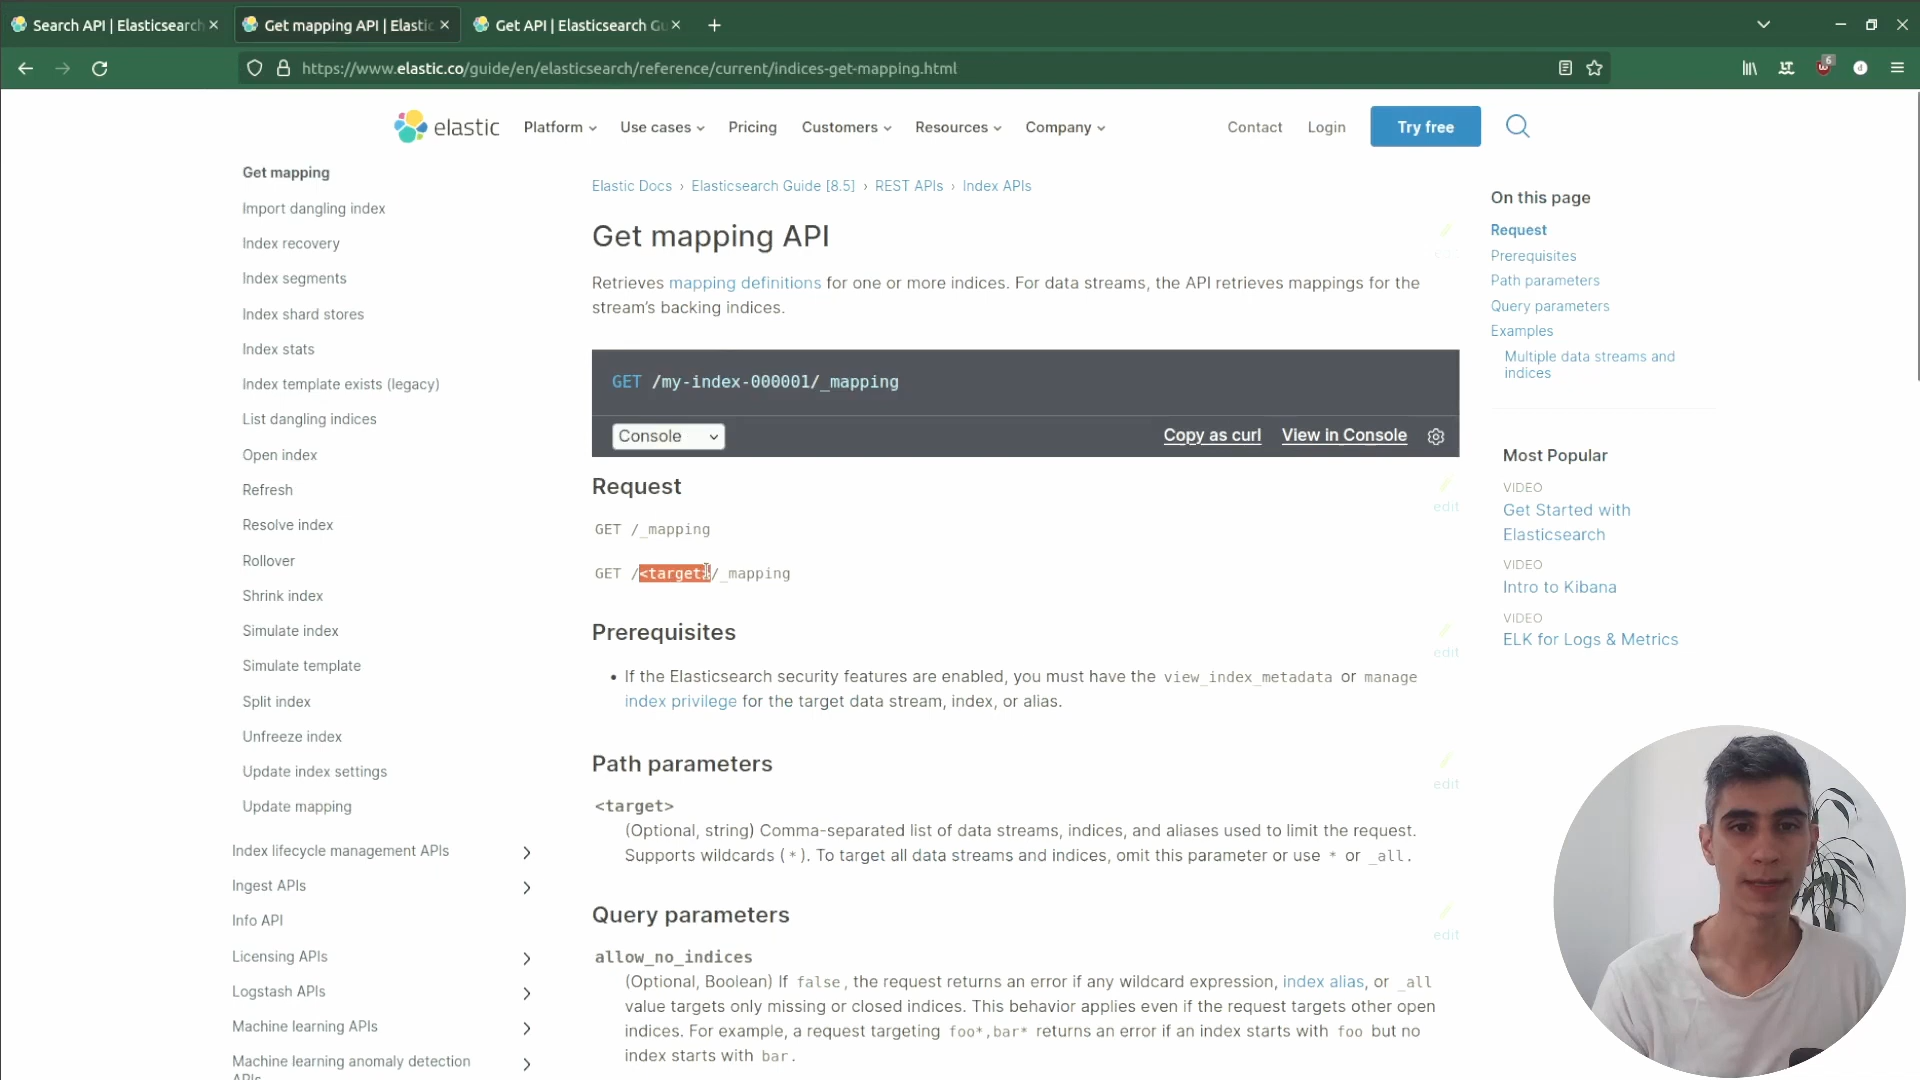 Search API | Elasticsearch
Get mapping API | Elastic
Get API | Elasticsearch Gu
https://www.elastic.co/guide/en/elasticsearch/reference/current/indices-get-mapping.html
6
elastic
Platform
Use cases
Pricing
Customers
Resources
Company
Contact
Login
Try free
Get mapping
Import dangling index
Index recovery
Index segments
Index shard stores
Index stats
Index template exists (legacy)
List dangling indices
Open index
Refresh
Resolve index
Rollover
Shrink index
Simulate index
Simulate template
Split index
Unfreeze index
Update index settings
Update mapping
Index lifecycle management APIs
Ingest APIs
Info API
Licensing APIs
Logstash APIs
Machine learning APIs
Machine learning anomaly detection
APIs
Elastic Docs › Elasticsearch Guide [8.5] › REST APIs › Index APIs
Get mapping API
Retrieves mapping definitions for one or more indices. For data streams, the API retrieves mappings for the
stream's backing indices.
GET /my-index-000001/_mapping
Console
Copy as curl
View in Console
Request
edit
GET /_mapping
GET /<target>/_mapping
Prerequisites
edit
• If the Elasticsearch security features are enabled, you must have the view_index_metadata or manage
index privilege for the target data stream, index, or alias.
Path parameters
edit
<target>
(Optional, string) Comma-separated list of data streams, indices, and aliases used to limit the request.
Supports wildcards (*). To target all data streams and indices, omit this parameter or use * or _all.
Query parameters
edit
allow_no_indices
(Optional, Boolean) If false, the request returns an error if any wildcard expression, index alias, or _all
value targets only missing or closed indices. This behavior applies even if the request targets other open
indices. For example, a request targeting foo*,bar* returns an error if an index starts with foo but no
index starts with bar.
On this page
Request
Prerequisites
Path parameters
Query parameters
Examples
Multiple data streams and
indices
Most Popular
VIDEO
Get Started with
Elasticsearch
VIDEO
Intro to Kibana
VIDEO
ELK for Logs & Metrics